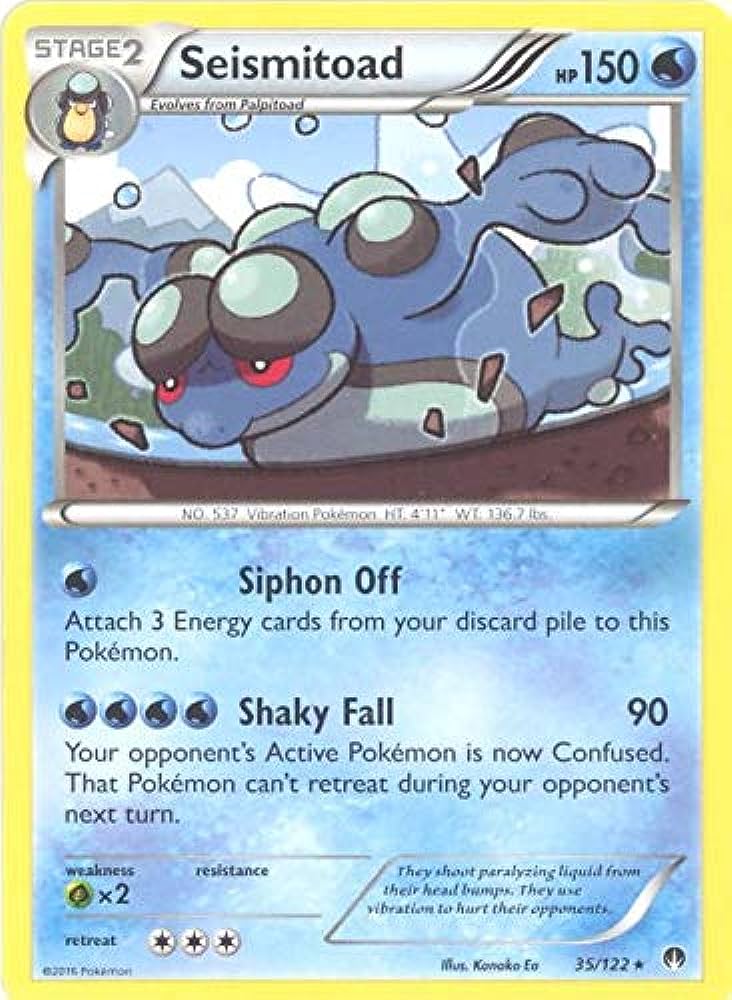 STAGE2
Seismitoad
HP150
Evolves from Palpitoad
NO. 537 Vibration Pokémon HT. 4'11" WT. 136.7 lbs.
Siphon Off
Attach 3 Energy cards from your discard pile to this
Pokémon.
Shaky Fall 90
Your opponent's Active Pokémon is now Confused.
That Pokémon can't retreat during your opponent's
next turn.
weakness resistance
×2
They shoot paralyzing liquid from
their head bumps. They use
vibration to hurt their opponents.
retreat
©2016 Pokémon
Illus. Kanako Eo
35/122 ★